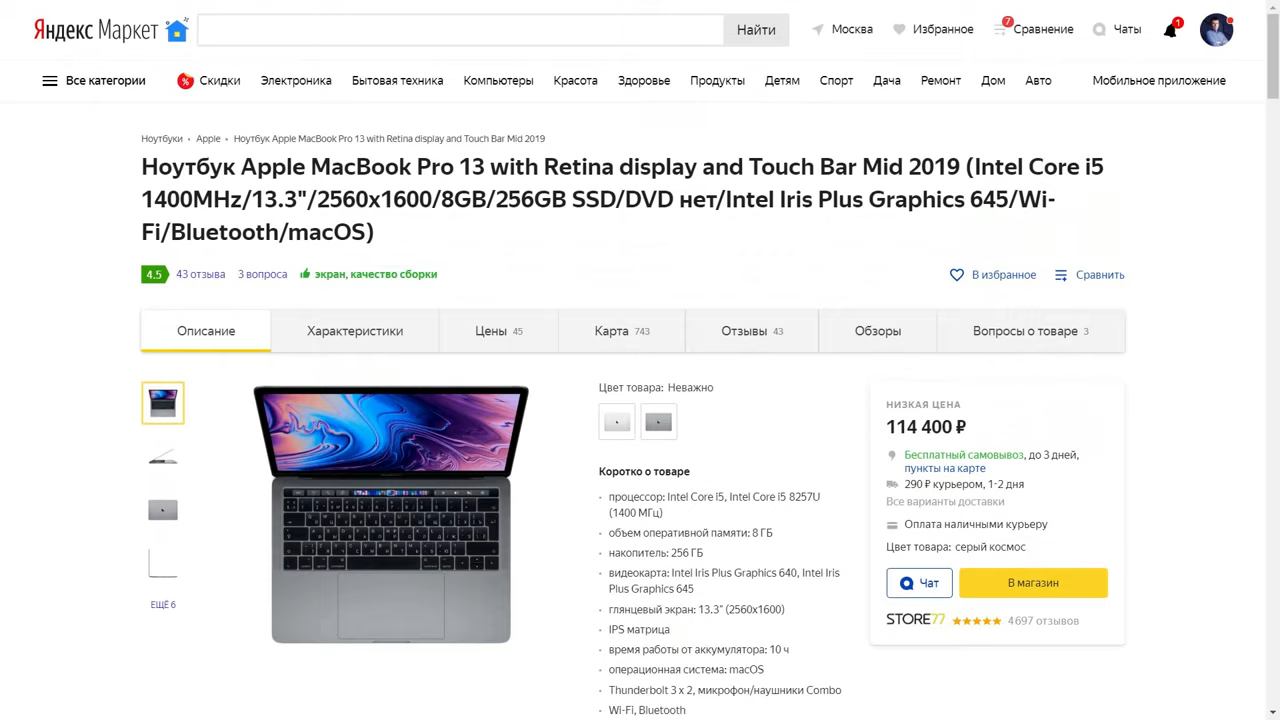 Яндекс Маркет
Найти
Москва
Избранное
7
Сравнение
Чаты
1
Все категории
%
Скидки
Электроника
Бытовая техника
Компьютеры
Красота
Здоровье
Продукты
Детям
Спорт
Дача
Ремонт
Дом
Авто
Мобильное приложение
Ноутбуки • Apple • Ноутбук Apple MacBook Pro 13 with Retina display and Touch Bar Mid 2019
Ноутбук Apple MacBook Pro 13 with Retina display and Touch Bar Mid 2019 (Intel Core i5
1400MHz/13.3"/2560x1600/8GB/256GB SSD/DVD нет/Intel Iris Plus Graphics 645/Wi-
Fi/Bluetooth/macOS)
4.5
43 отзыва
3 вопроса
экран, качество сборки
В избранное
Сравнить
Описание
Характеристики
Цены 45
Карта 743
Отзывы 43
Обзоры
Вопросы о товаре 3
ЕЩЁ 6
Цвет товара: Неважно
Коротко о товаре
процессор: Intel Core i5, Intel Core i5 8257U
(1400 МГц)
объем оперативной памяти: 8 ГБ
накопитель: 256 ГБ
видеокарта: Intel Iris Plus Graphics 640, Intel Iris
Plus Graphics 645
глянцевый экран: 13.3" (2560x1600)
IPS матрица
время работы от аккумулятора: 10 ч
операционная система: macOS
Thunderbolt 3 x 2, микрофон/наушники Combo
Wi-Fi, Bluetooth
НИЗКАЯ ЦЕНА
114 400 ₽
Бесплатный самовывоз, до 3 дней,
пункты на карте
290 ₽ курьером, 1-2 дня
Все варианты доставки
Оплата наличными курьеру
Цвет товара: серый космос
Чат
В магазин
STORE77
4 697 отзывов